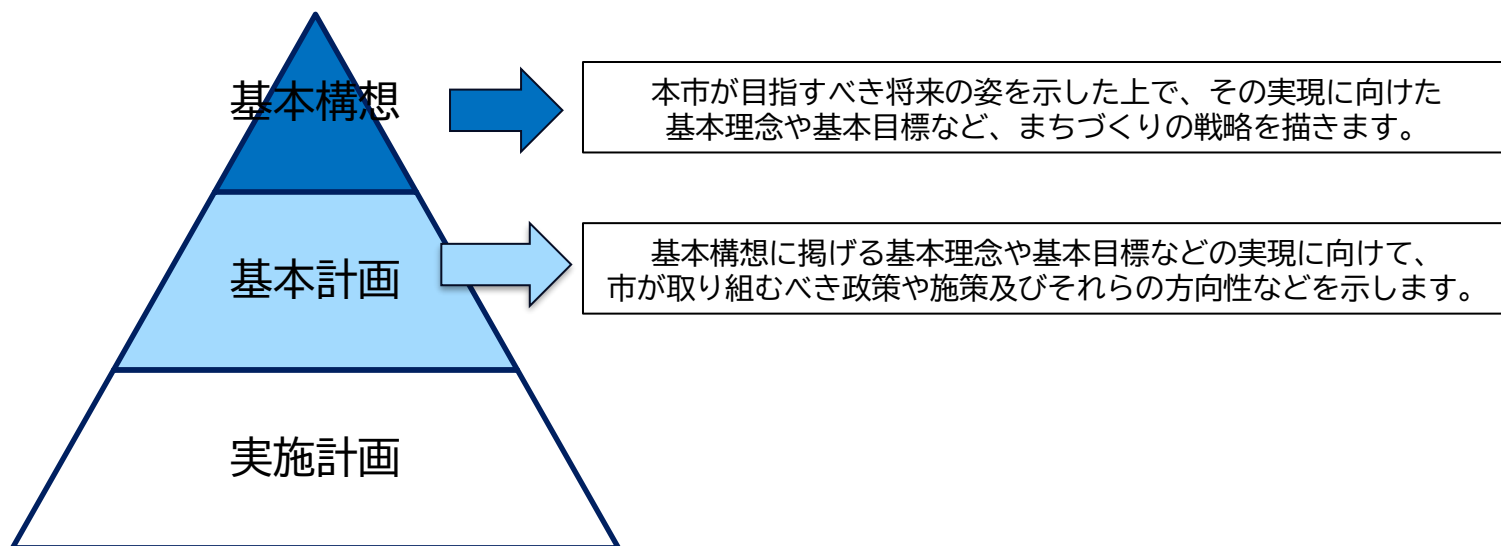 基本構想
本市が目指すべき将来の姿を示した上で、その実現に向けた
基本理念や基本目標など、まちづくりの戦略を描きます。
基本計画
基本構想に掲げる基本理念や基本目標などの実現に向けて、
市が取り組むべき政策や施策及びそれらの方向性などを示します。
実施計画